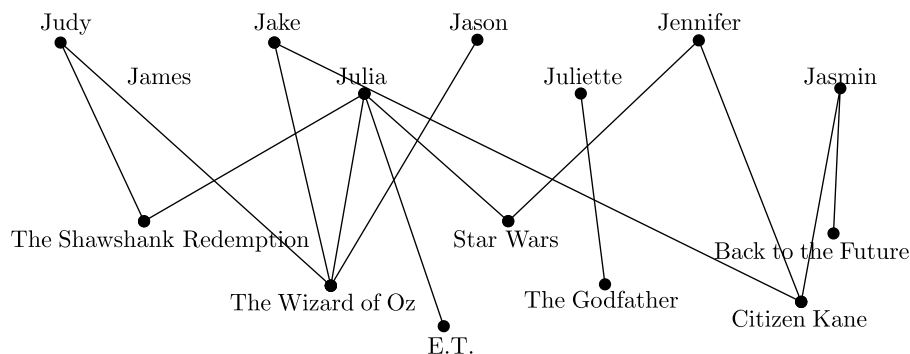 Judy
Jake
Jason
Jennifer
James
Julia
Juliette
Jasmin
The Shawshank Redemption
Star Wars
Back to the Future
The Wizard of Oz
The Godfather
Citizen Kane
E.T.